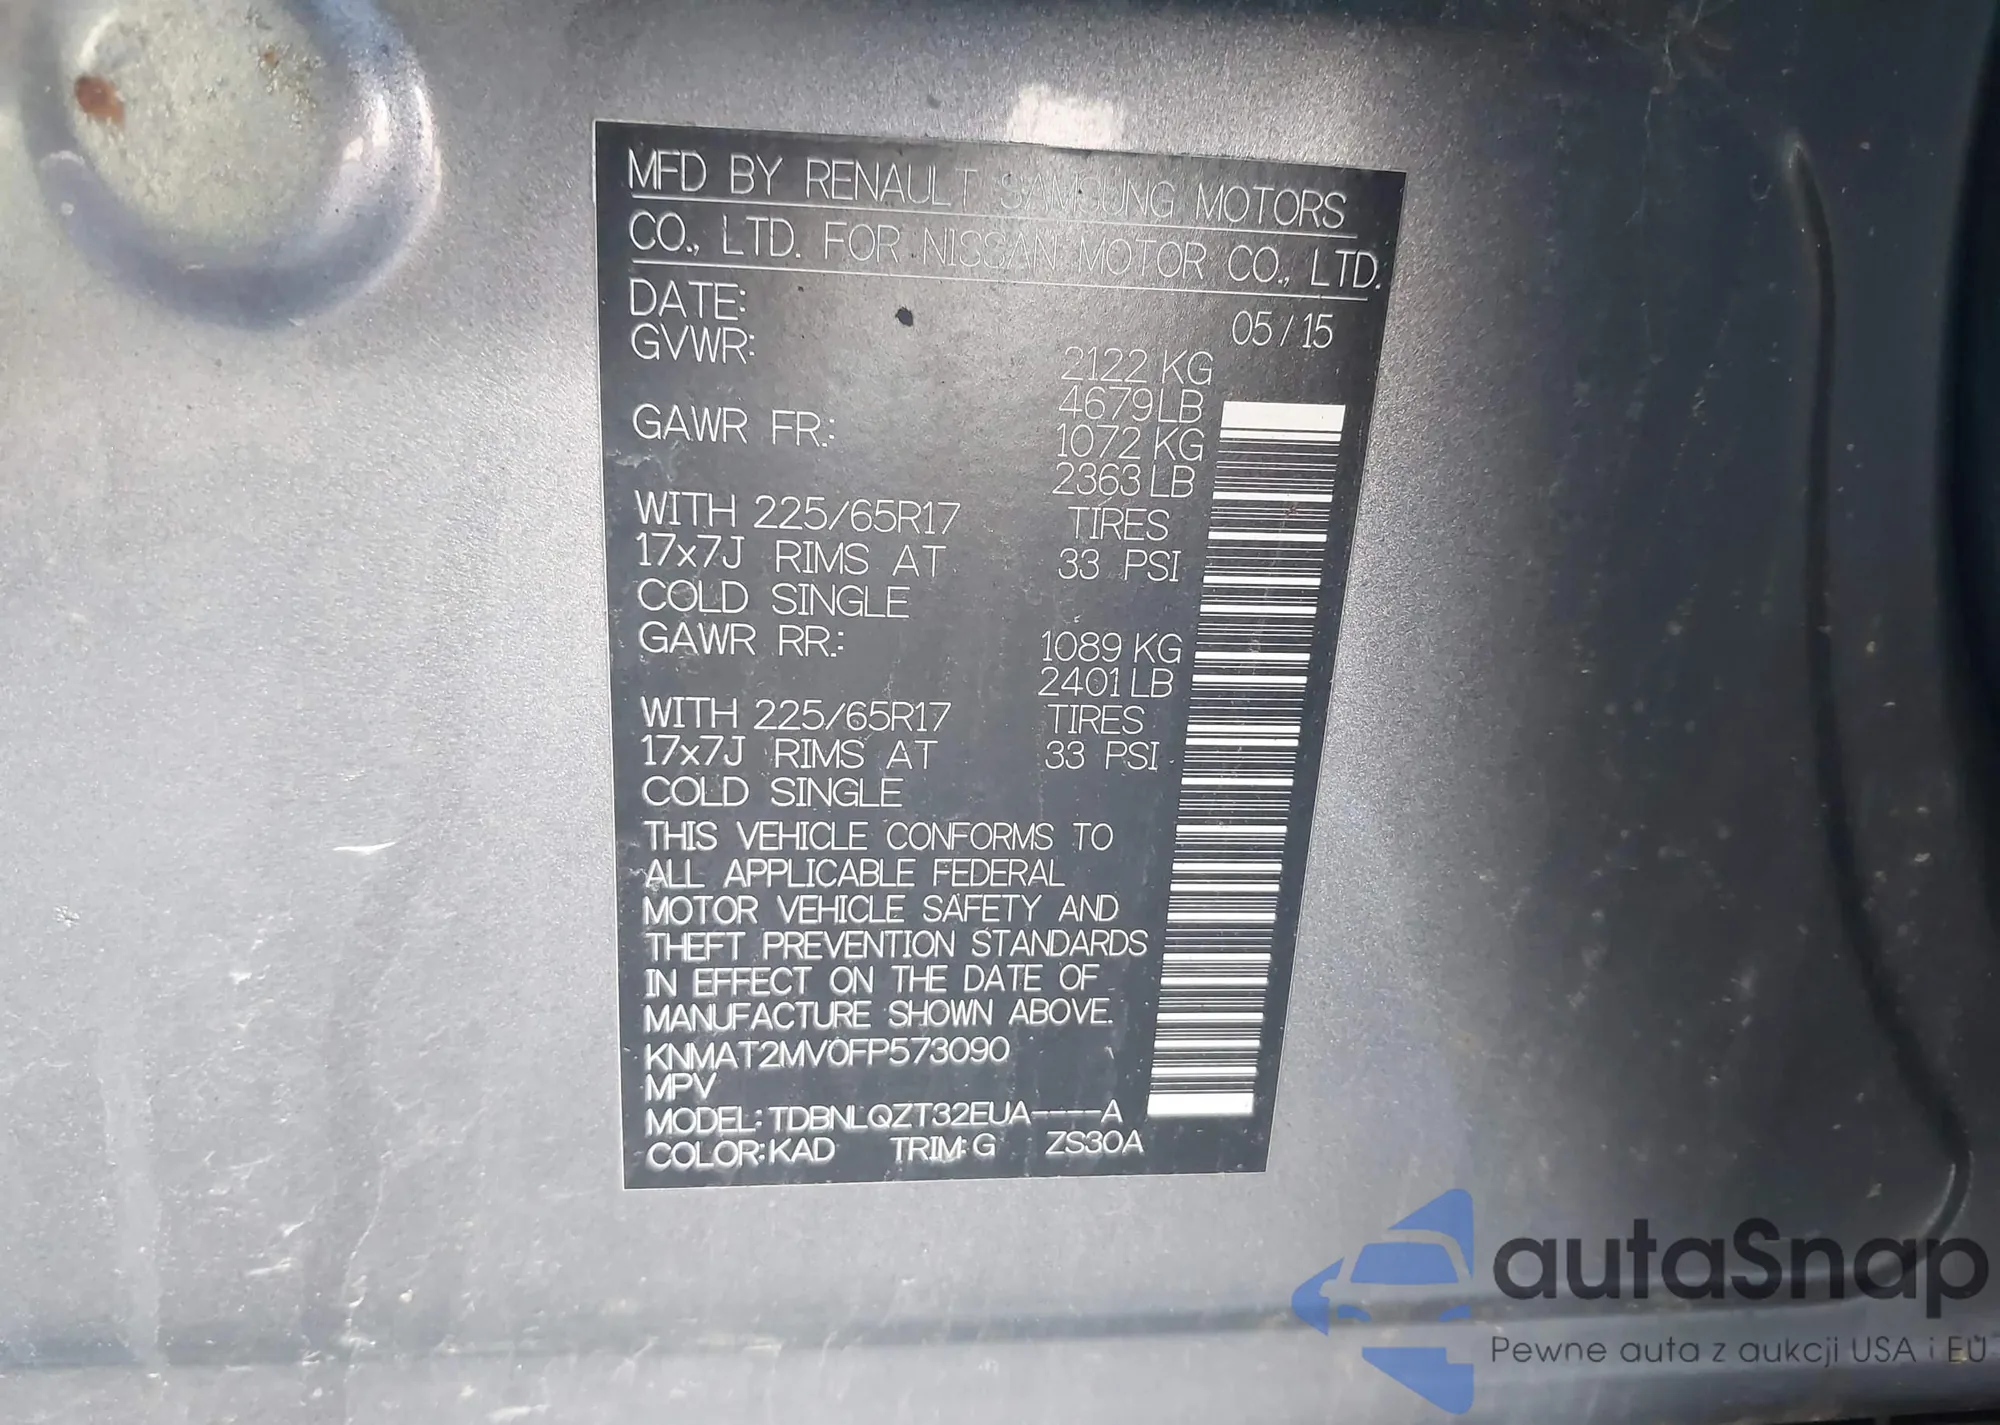 MFD BY RENAULT SAMSUNG MOTORS
CO., LTD. FOR NISSAN MOTOR CO., LTD.
DATE: 05/15
GVWR: 2122 KG
4679 LB
GAWR FR.: 1072 KG
2363 LB
WITH 225/65R17 TIRES
17x7J RIMS AT 33 PSI
COLD SINGLE
GAWR RR.: 1089 KG
2401 LB
WITH 225/65R17 TIRES
17x7J RIMS AT 33 PSI
COLD SINGLE
THIS VEHICLE CONFORMS TO
ALL APPLICABLE FEDERAL
MOTOR VEHICLE SAFETY AND
THEFT PREVENTION STANDARDS
IN EFFECT ON THE DATE OF
MANUFACTURE SHOWN ABOVE.
KNMAT2MV0FP573090
MPV
MODEL:TDBNLQZT32EUA----A
COLOR:KAD TRIM:G ZS30A
autaSnap
Pewne auta z aukcji USA i EU